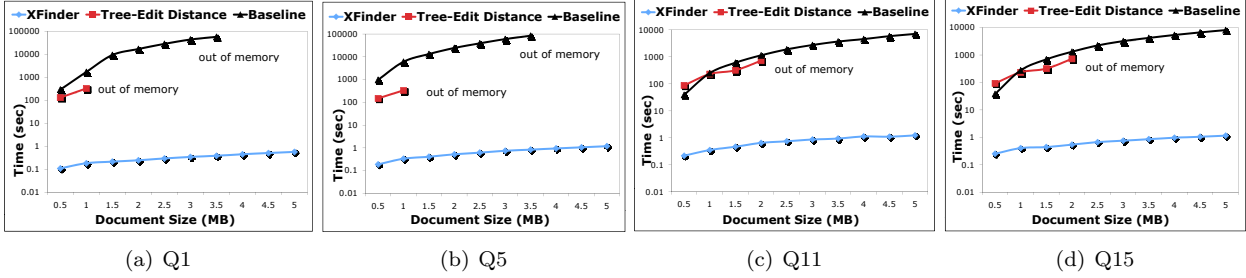 XFinder Tree-Edit Distance Baseline
100000
10000
1000
100
10
1
0.1
0.01
Time (sec)
out of memory
out of memory
0.5 1 1.5 2 2.5 3 3.5 4 4.5 5
Document Size (MB)
(a) Q1
XFinder Tree-Edit Distance Baseline
100000
10000
1000
100
10
1
0.1
0.01
Time (sec)
out of memory
out of memory
0.5 1 1.5 2 2.5 3 3.5 4 4.5 5
Document Size (MB)
(b) Q5
XFinder Tree-Edit Distance Baseline
10000
1000
100
10
1
0.1
0.01
Time (sec)
out of memory
0.5 1 1.5 2 2.5 3 3.5 4 4.5 5
Document Size (MB)
(c) Q11
XFinder Tree-Edit Distance Baseline
10000
1000
100
10
1
0.1
0.01
Time (sec)
out of memory
0.5 1 1.5 2 2.5 3 3.5 4 4.5 5
Document Size (MB)
(d) Q15